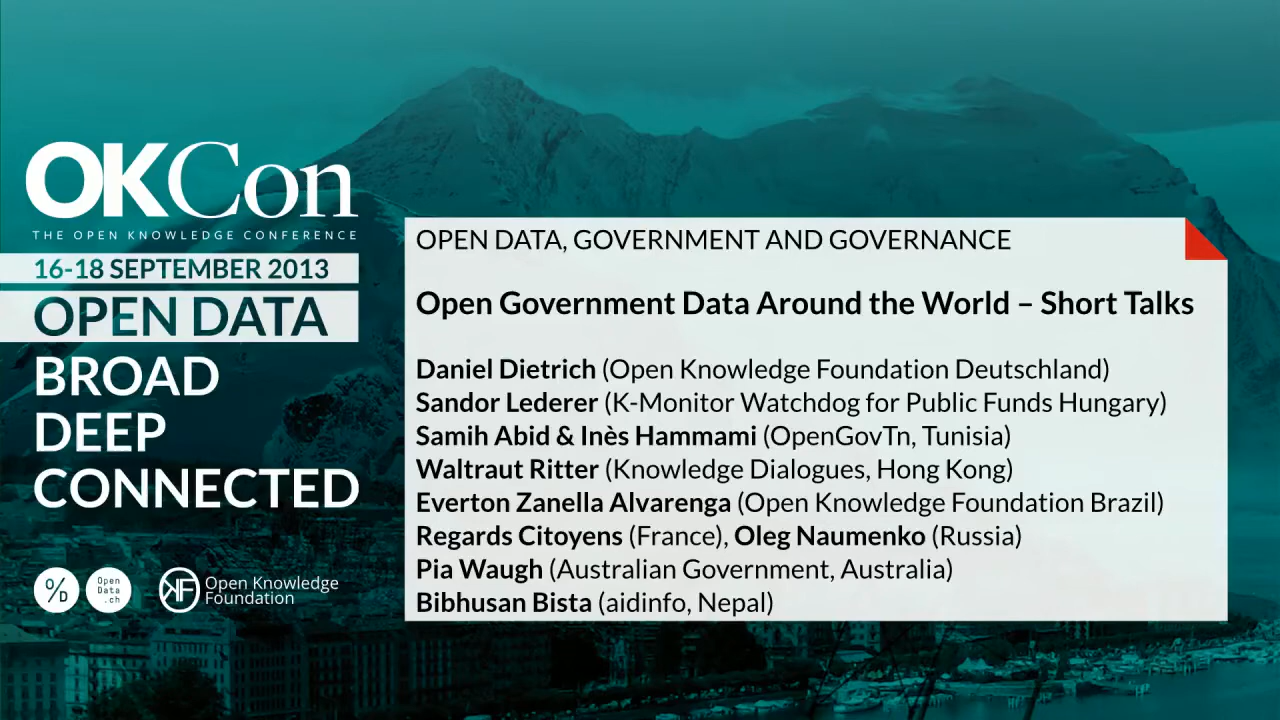 OKCon
THE OPEN KNOWLEDGE CONFERENCE
16-18 SEPTEMBER 2013
OPEN DATA
BROAD
DEEP
CONNECTED
O/D
Open
Data
.ch
OKF
Open Knowledge
Foundation
OPEN DATA, GOVERNMENT AND GOVERNANCE
Open Government Data Around the World – Short Talks
Daniel Dietrich (Open Knowledge Foundation Deutschland)
Sandor Lederer (K-Monitor Watchdog for Public Funds Hungary)
Samih Abid & Inès Hammami (OpenGovTn, Tunisia)
Waltraut Ritter (Knowledge Dialogues, Hong Kong)
Everton Zanella Alvarenga (Open Knowledge Foundation Brazil)
Regards Citoyens (France), Oleg Naumenko (Russia)
Pia Waugh (Australian Government, Australia)
Bibhusan Bista (aidinfo, Nepal)